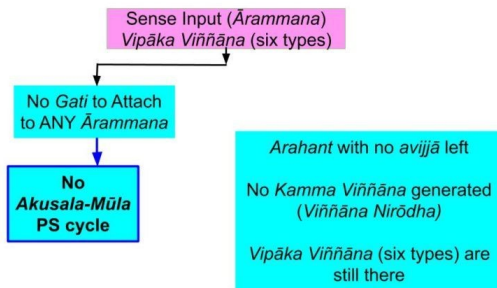 Sense Input (Ārammana)
Vipāka Viññāna (six types)
No Gati to Attach
to ANY Ārammana
No
Akusala-Mūla
PS cycle
Arahant with no avijjā left
No Kamma Viññāna generated
(Viññāna Nirōdha)
Vipāka Viññāna (six types) are
still there